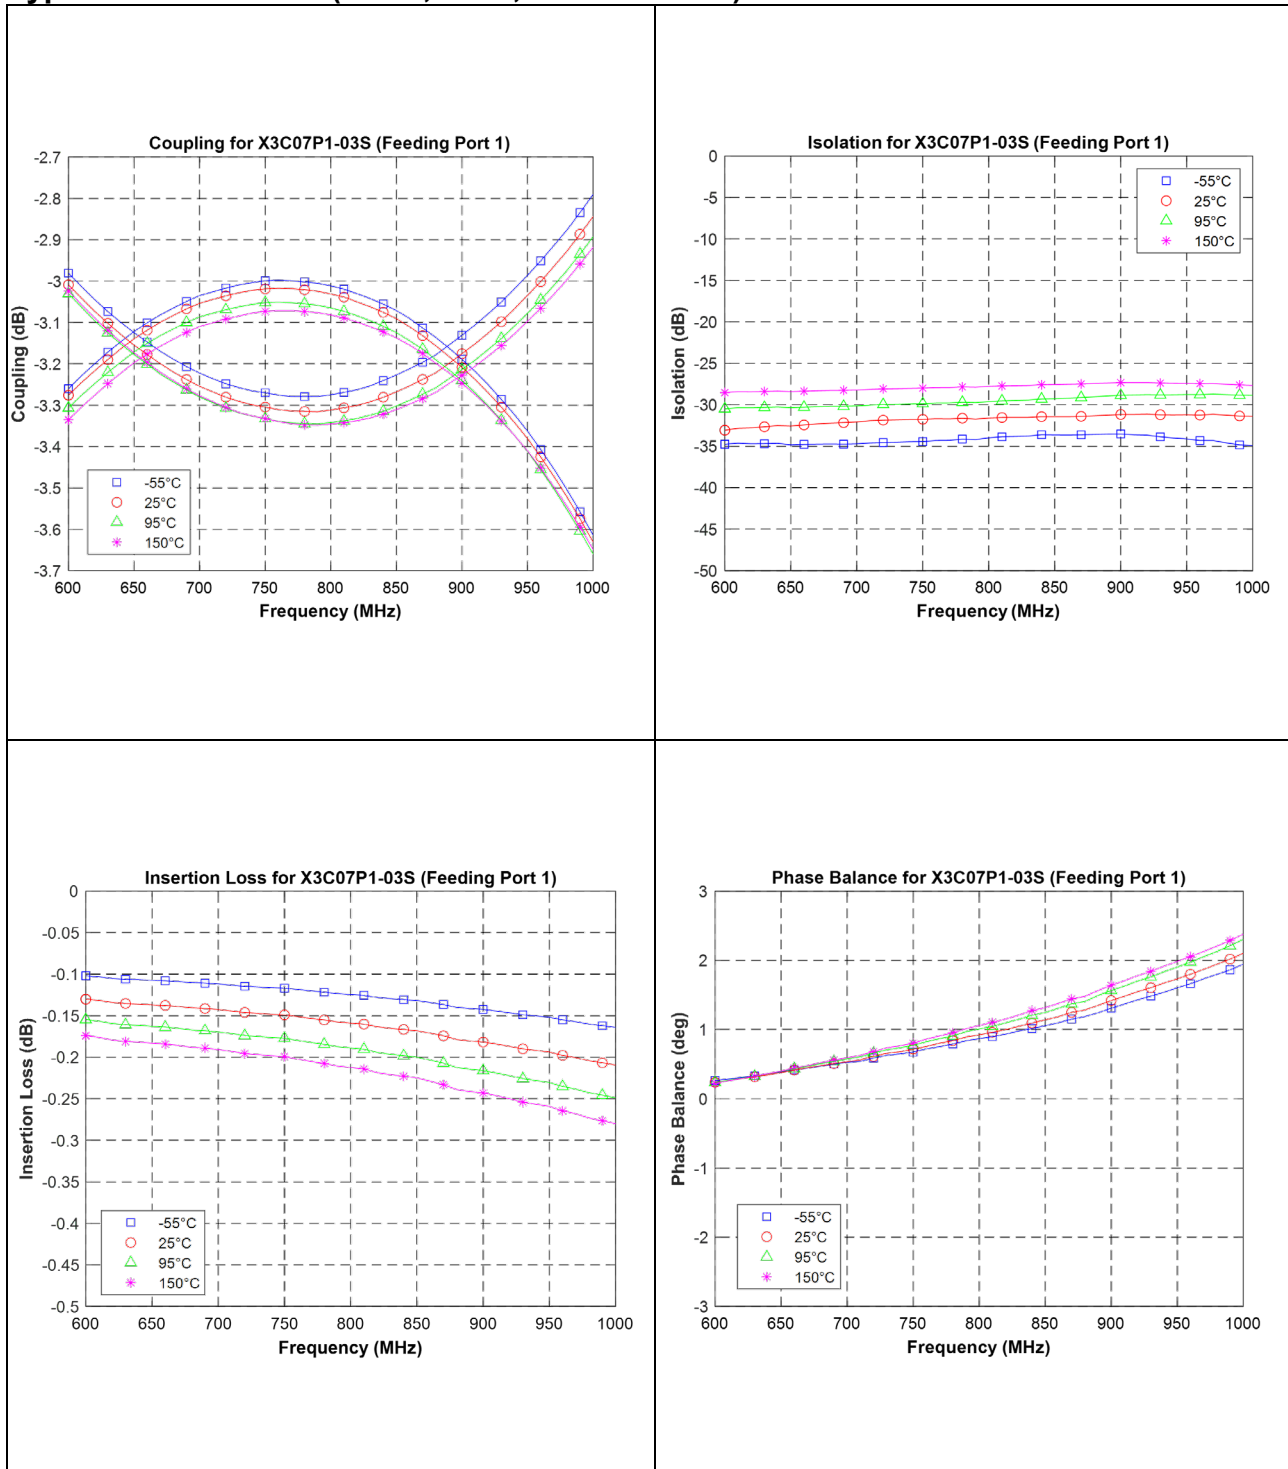 Coupling for X3C07P1-03S (Feeding Port 1)
-2.7
-2.8
-2.9
-3
-3.1
-3.2
-3.3
-3.4
-3.5
-3.6
-3.7
Coupling (dB)
-55°C
25°C
95°C
150°C
600 650 700 750 800 850 900 950 1000
Frequency (MHz)
Isolation for X3C07P1-03S (Feeding Port 1)
0
-5
-10
-15
-20
-25
-30
-35
-40
-45
-50
Isolation (dB)
-55°C
25°C
95°C
150°C
600 650 700 750 800 850 900 950 1000
Frequency (MHz)
Insertion Loss for X3C07P1-03S (Feeding Port 1)
0
-0.05
-0.1
-0.15
-0.2
-0.25
-0.3
-0.35
-0.4
-0.45
-0.5
Insertion Loss (dB)
-55°C
25°C
95°C
150°C
600 650 700 750 800 850 900 950 1000
Frequency (MHz)
Phase Balance for X3C07P1-03S (Feeding Port 1)
3
2
1
0
-1
-2
-3
Phase Balance (deg)
-55°C
25°C
95°C
150°C
600 650 700 750 800 850 900 950 1000
Frequency (MHz)